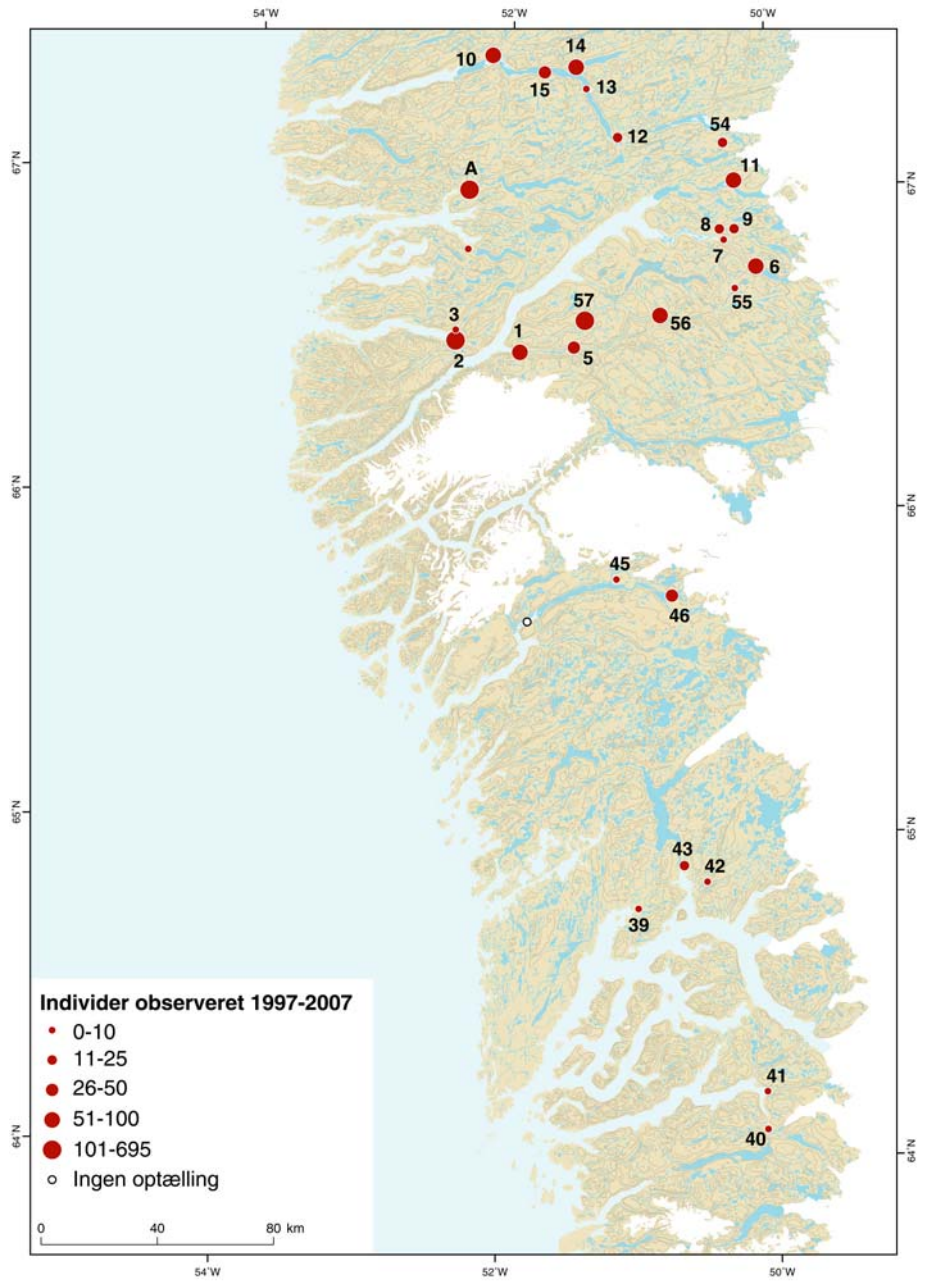 54°W 52°W 50°W
10
14
15
13
12
54
67°N
67°N
A
11
8
9
7
6
55
57
56
3
1
2
5
66°N
66°N
45
46
65°N
65°N
43
42
39
Individer observeret 1997-2007
0-10
11-25
26-50
51-100
101-695
Ingen optælling
0 40 80 km
41
64°N
40
64°N
54°W 52°W 50°W